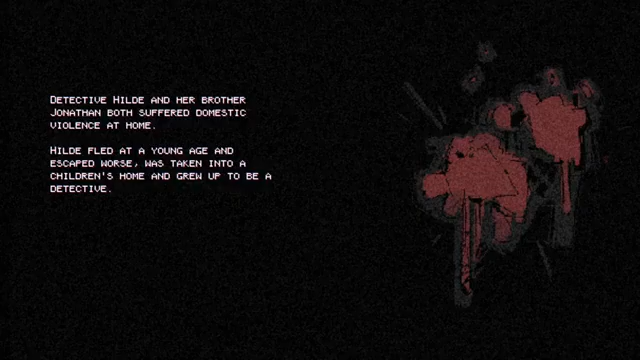 Detective Hilde and her brother
Jonathan both suffered domestic
violence at home.
Hilde fled at a young age and
escaped worse, was taken into a
children's home and grew up to be a
detective.